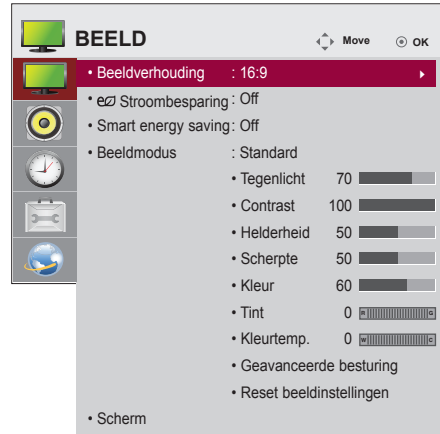 BEELD
Move OK
• Beeldverhouding : 16:9
• e Stroombesparing : Off
• Smart energy saving : Off
• Beeldmodus : Standard
• Tegenlicht 70
• Contrast 100
• Helderheid 50
• Scherpte 50
• Kleur 60
• Tint 0 R G
• Kleurtemp. 0 W C
• Geavanceerde besturing
• Reset beeldinstellingen
• Scherm